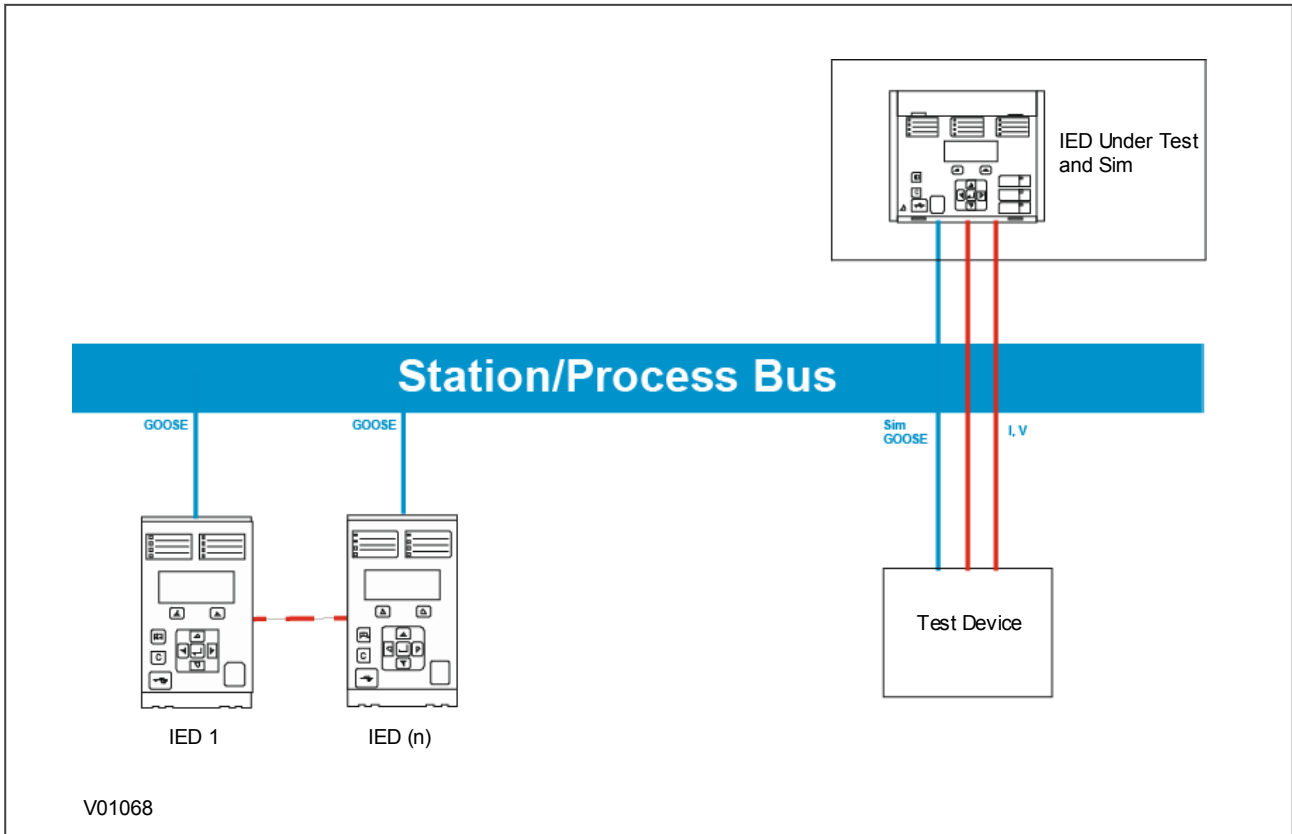 IED Under Test
and Sim
Station/Process Bus
GOOSE
GOOSE
Sim
GOOSE
I, V
C
C
C
Test Device
IED 1
IED (n)
V01068